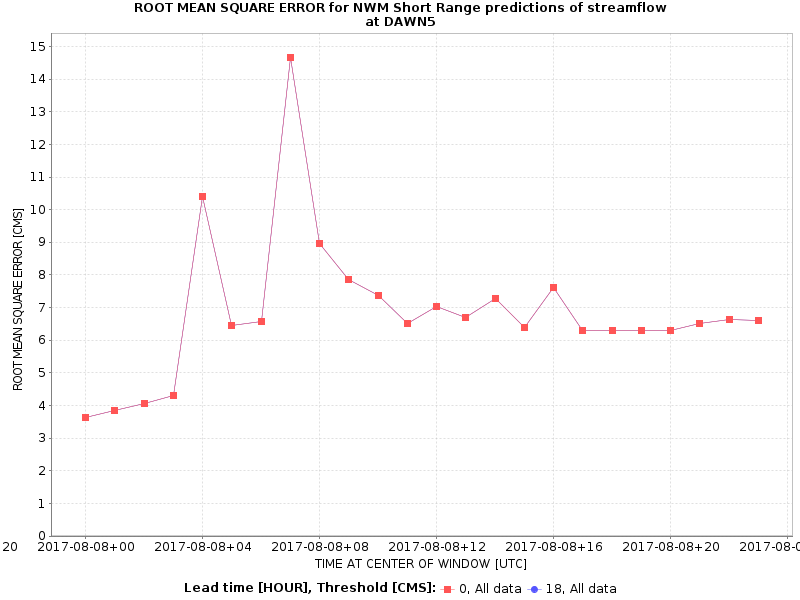 ROOT MEAN SQUARE ERROR for NWM Short Range predictions of streamflow
at DAWN5
15
14
13
12
11
10
9
8
7
6
5
4
3
2
1
0
ROOT MEAN SQUARE ERROR [CMS]
20 2017-08-08+00 2017-08-08+04 2017-08-08+08 2017-08-08+12 2017-08-08+16 2017-08-08+20 2017-08-0
TIME AT CENTER OF WINDOW [UTC]
Lead time [HOUR], Threshold [CMS]: 0, All data 18, All data